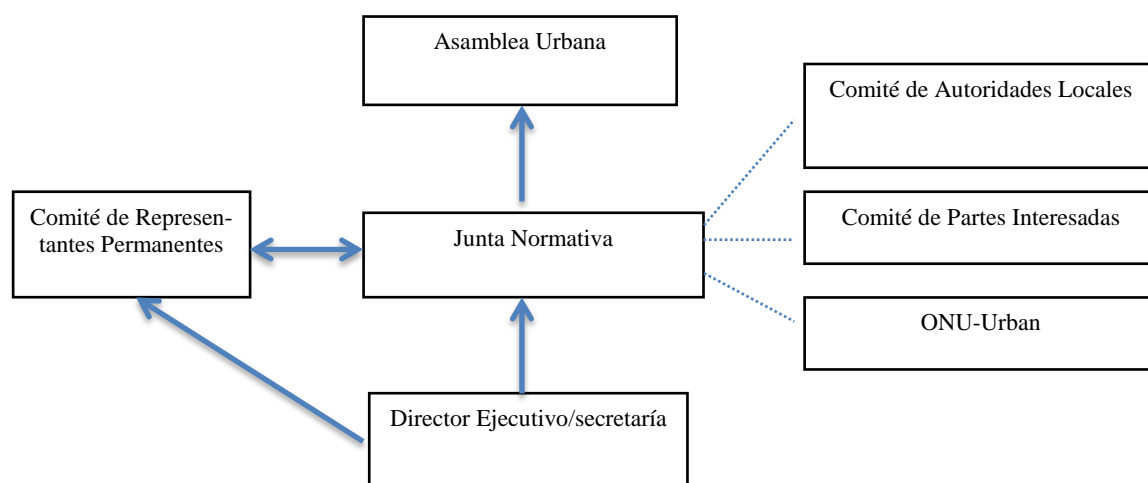 Asamblea Urbana
Comité de Autoridades Locales
Comité de Represen-
tantes Permanentes
Junta Normativa
Comité de Partes Interesadas
ONU-Urban
Director Ejecutivo/secretaría